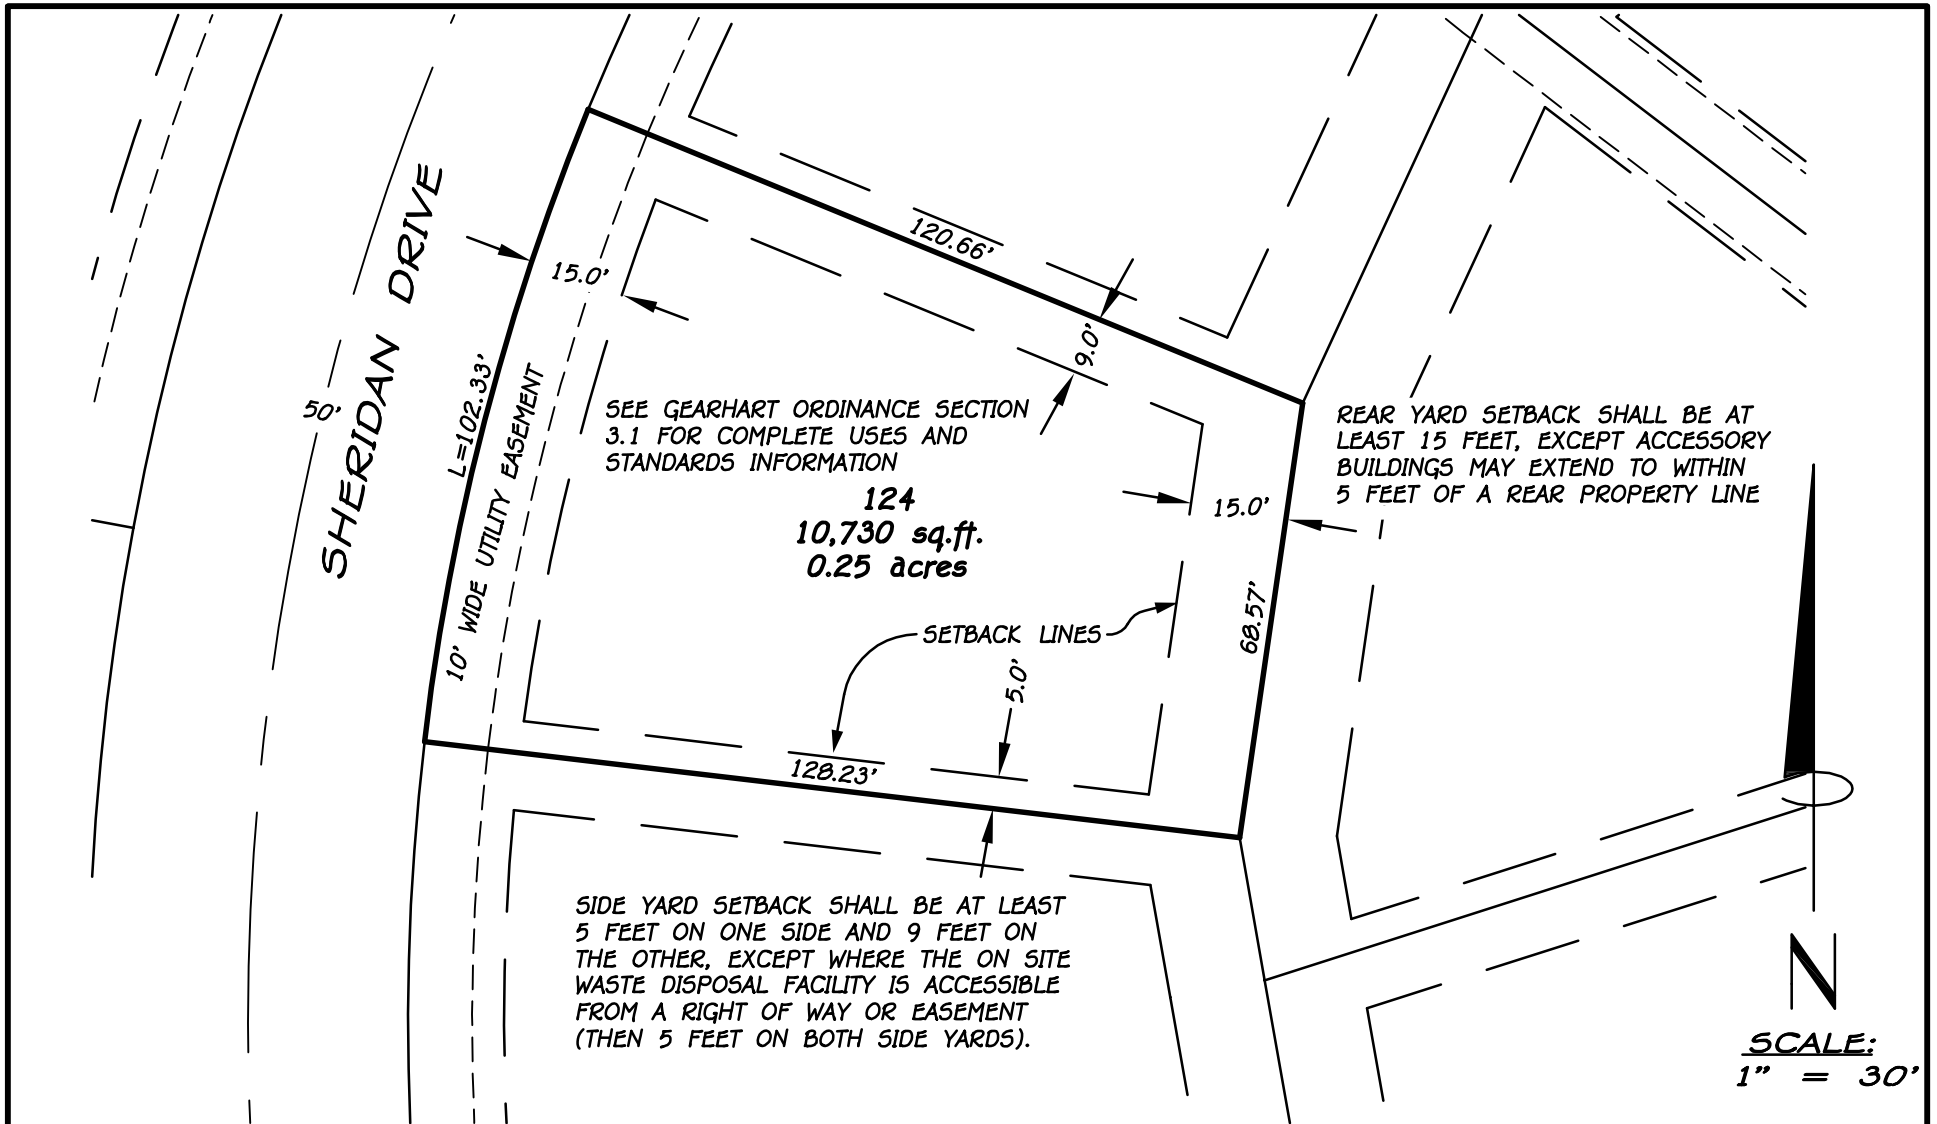 120.66'
SHERIDAN DRIVE
15.0'
9.0'
L=102.33'
50'
10' WIDE UTILITY EASEMENT
SEE GEARHART ORDINANCE SECTION
3.1 FOR COMPLETE USES AND
STANDARDS INFORMATION
124
10,730 sq.ft.
0.25 acres
REAR YARD SETBACK SHALL BE AT
LEAST 15 FEET, EXCEPT ACCESSORY
BUILDINGS MAY EXTEND TO WITHIN
5 FEET OF A REAR PROPERTY LINE
15.0'
68.57'
SETBACK LINES
5.0'
128.23'
SIDE YARD SETBACK SHALL BE AT LEAST
5 FEET ON ONE SIDE AND 9 FEET ON
THE OTHER, EXCEPT WHERE THE ON SITE
WASTE DISPOSAL FACILITY IS ACCESSIBLE
FROM A RIGHT OF WAY OR EASEMENT
(THEN 5 FEET ON BOTH SIDE YARDS).
N
SCALE:
1" = 30'